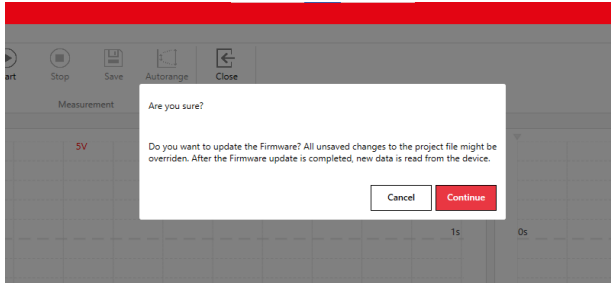 art Stop Save Autorange Close
Measurement
Are you sure?
Do you want to update the Firmware? All unsaved changes to the project file might be
overriden. After the Firmware update is completed, new data is read from the device.
Cancel Continue
5V
1s 0s